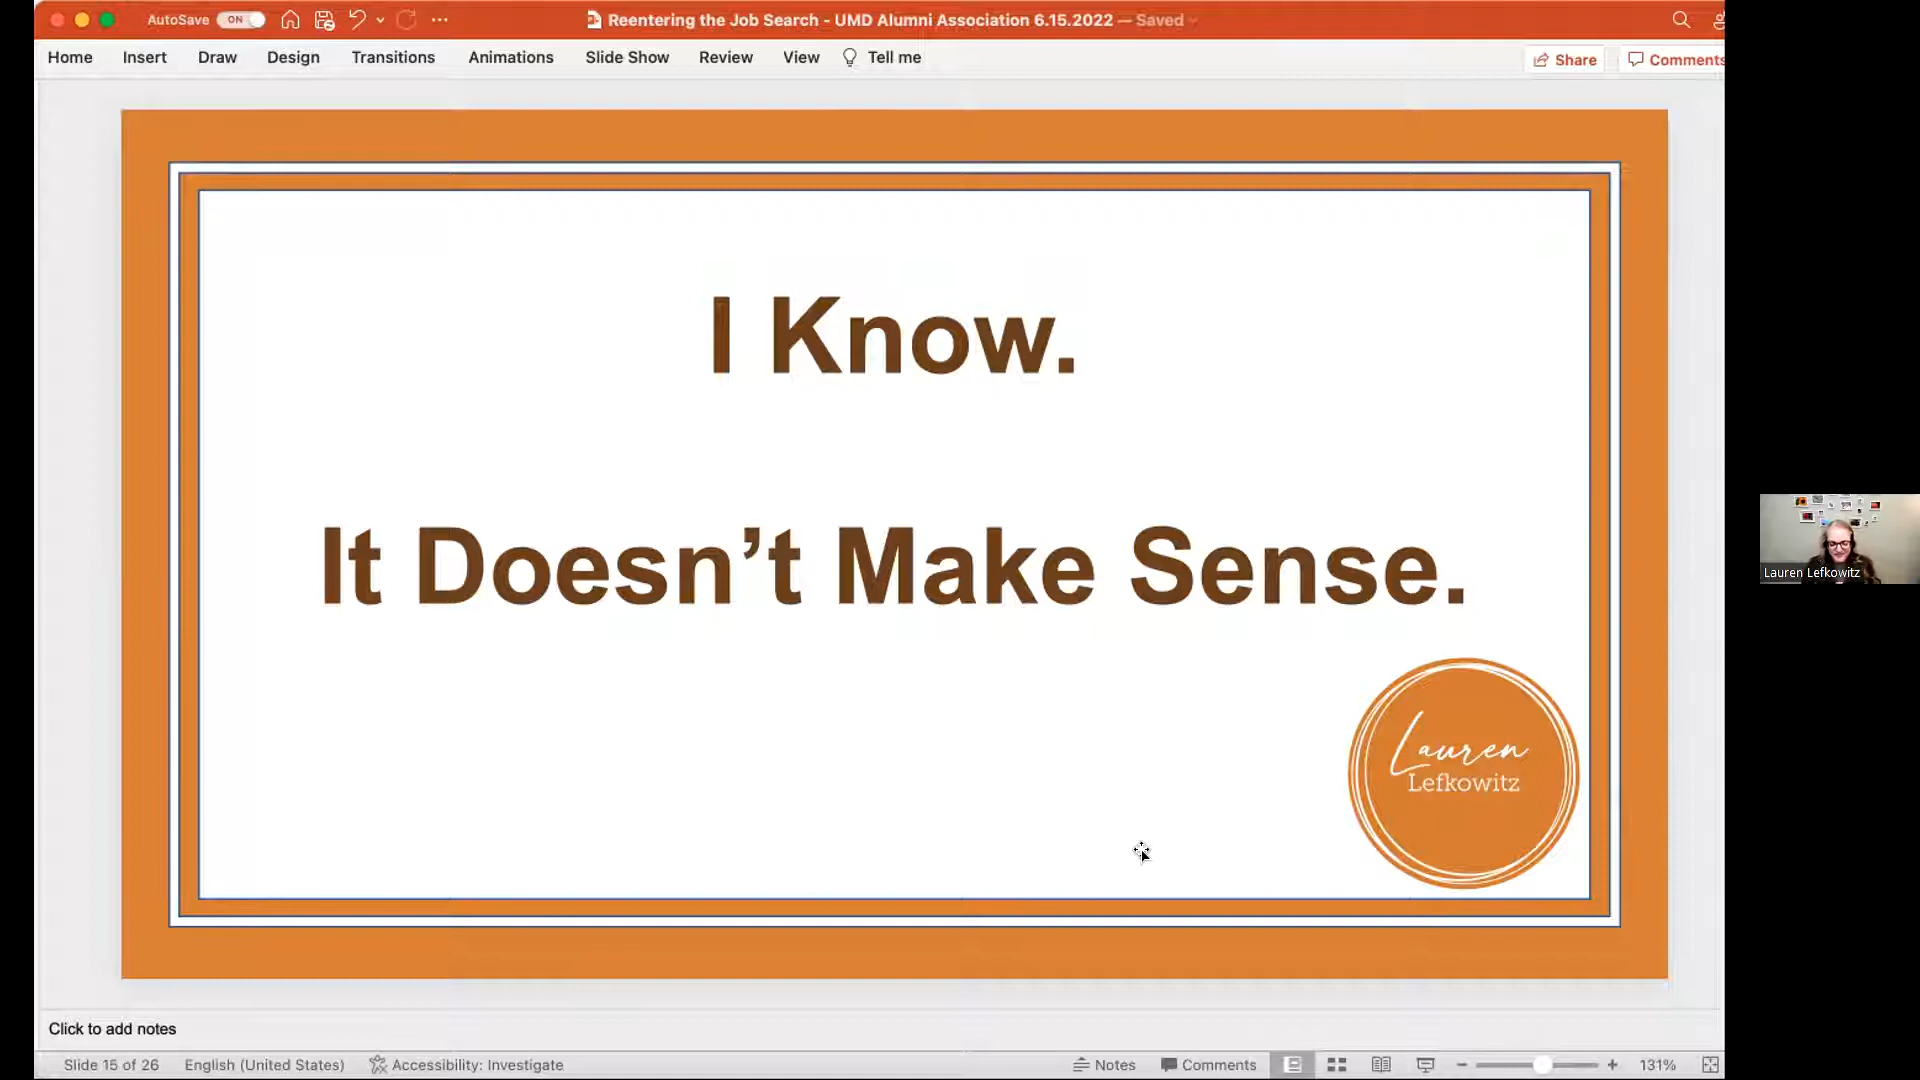 AutoSave ON Reentering the Job Search - UMD Alumni Association 6.15.2022 — Saved
Home Insert Draw Design Transitions Animations Slide Show Review View Tell me Share Comments
I Know.
It Doesn’t Make Sense.
Lauren
Lefkowitz
Lauren Lefkowitz
Click to add notes
Slide 15 of 26 English (United States) Accessibility: Investigate Notes Comments 131%